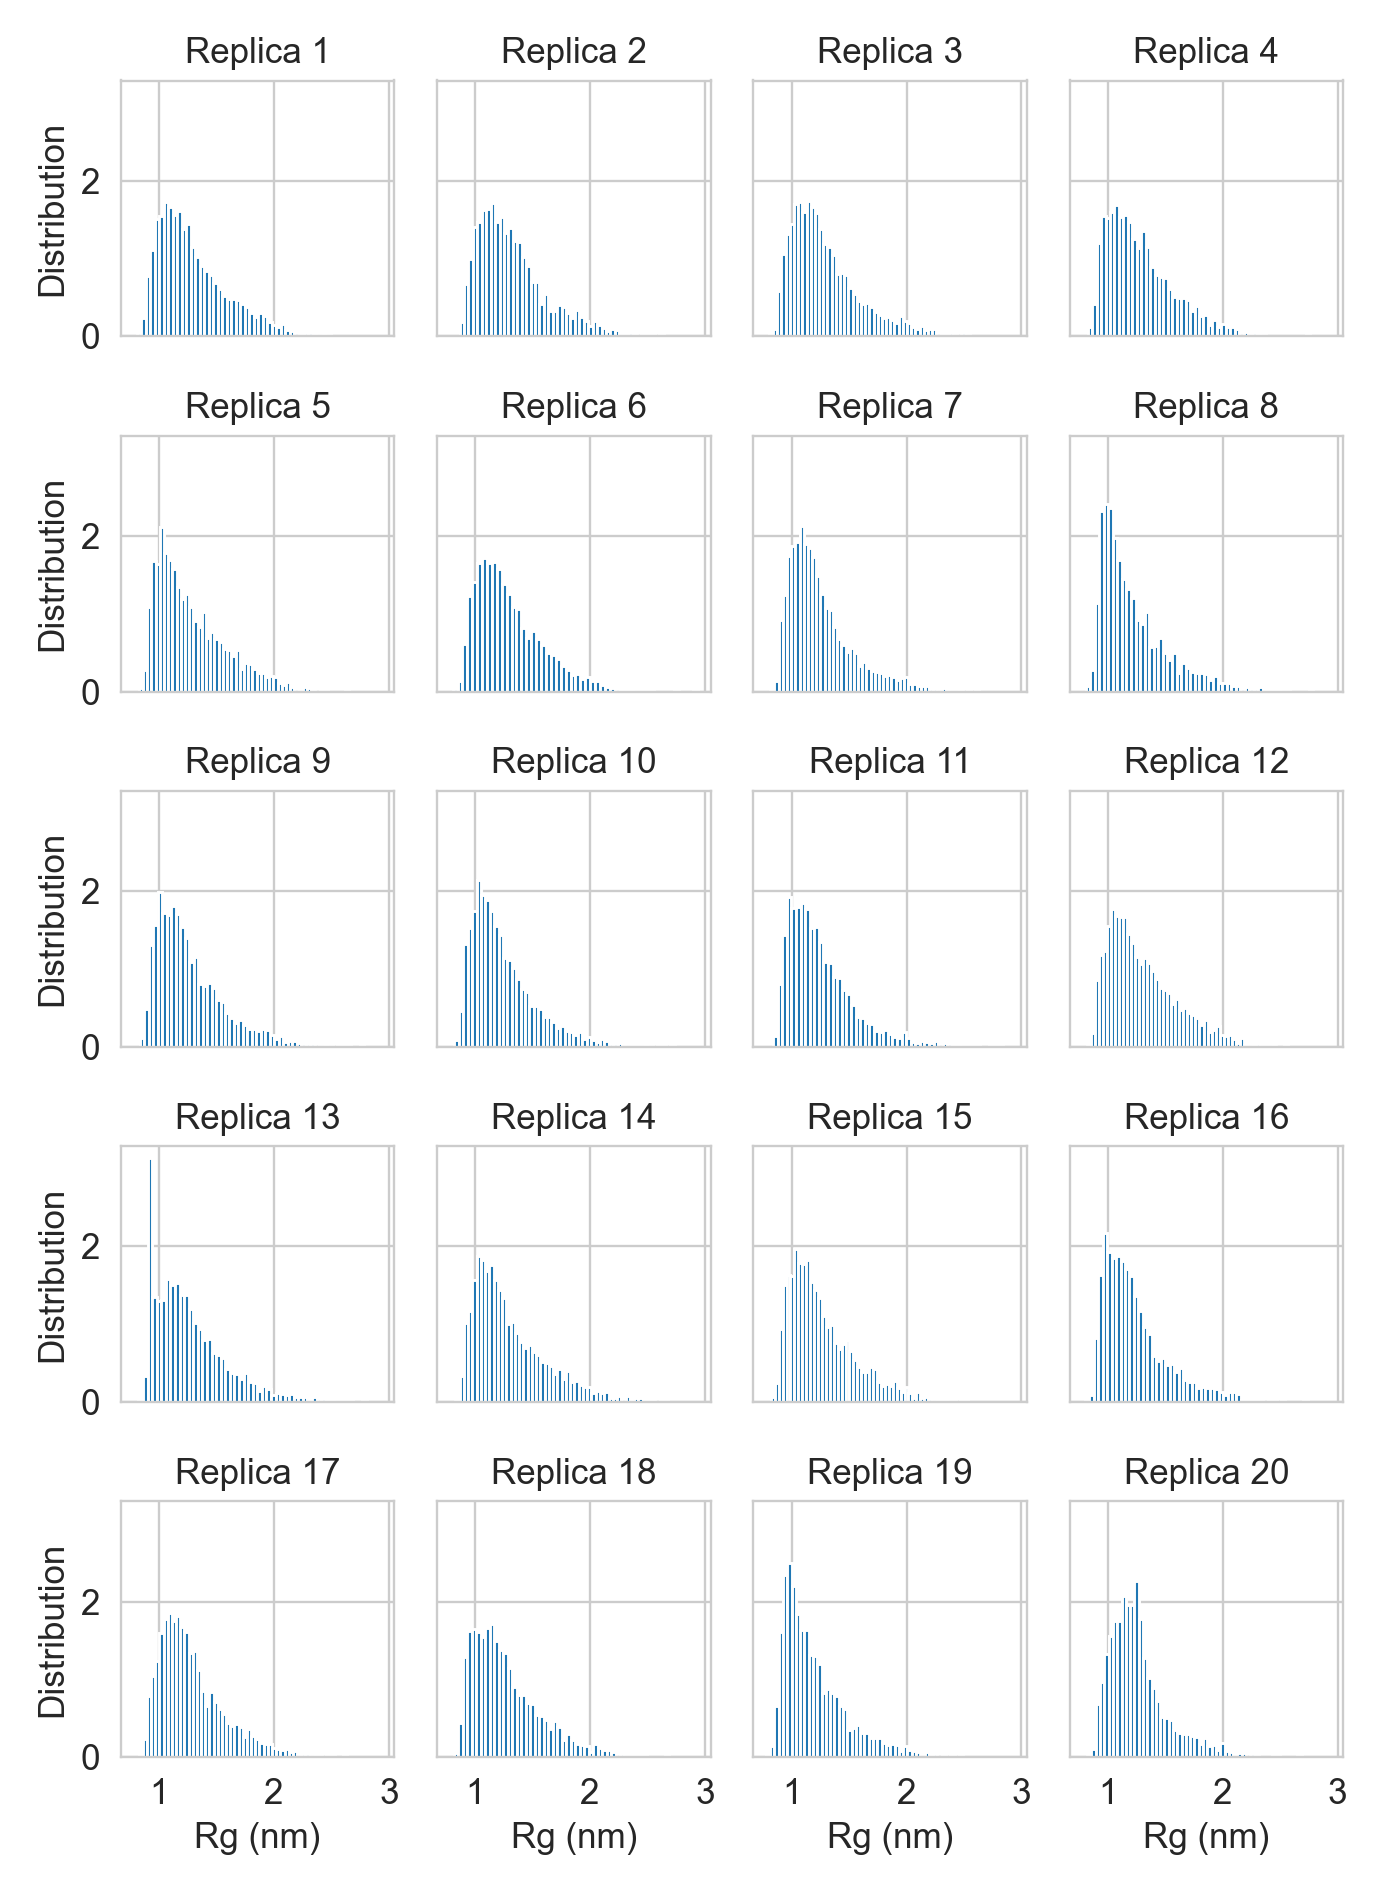 Replica 1 Replica 2 Replica 3 Replica 4
Distribution
2
0
Replica 5 Replica 6 Replica 7 Replica 8
Distribution
2
0
Replica 9 Replica 10 Replica 11 Replica 12
Distribution
2
0
Replica 13 Replica 14 Replica 15 Replica 16
Distribution
2
0
Replica 17 Replica 18 Replica 19 Replica 20
Distribution
2
0
1 2 3 1 2 3 1 2 3 1 2 3
Rg (nm) Rg (nm) Rg (nm) Rg (nm)